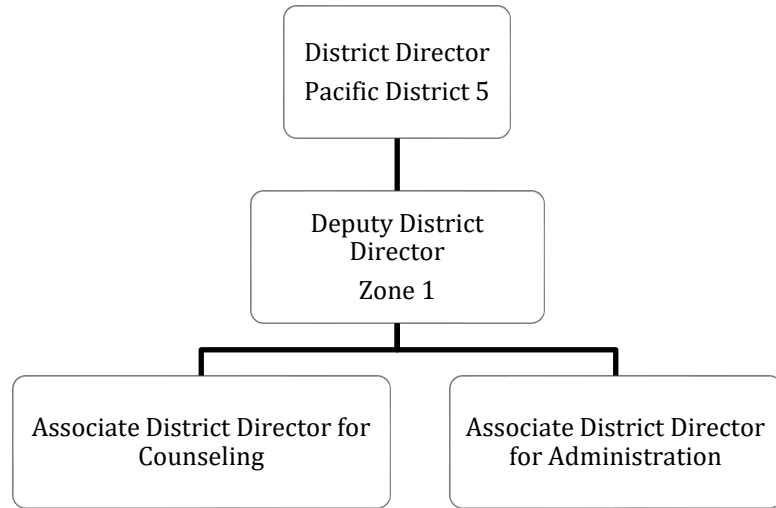 District Director
Pacific District 5
Deputy District
Director
Zone 1
Associate District Director for
Counseling
Associate District Director
for Administration